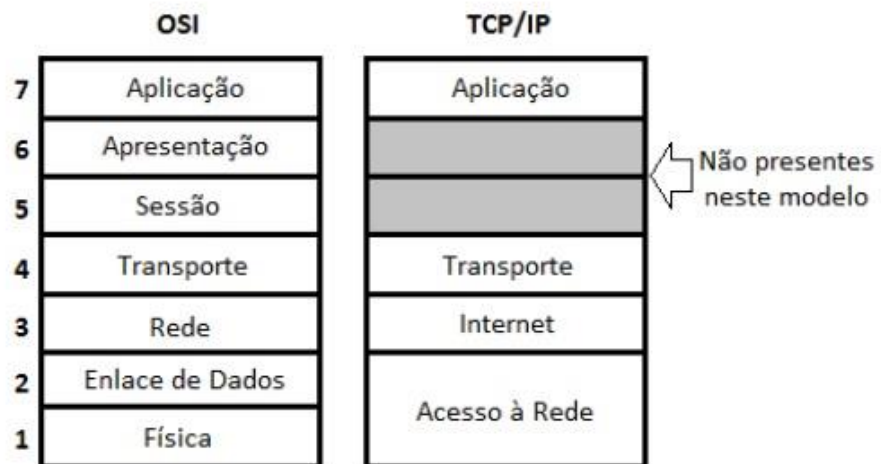 OSI TCP/IP
7 Aplicação Aplicação
6 Apresentação
Não presentes
neste modelo
5 Sessão
4 Transporte Transporte
3 Rede Internet
2 Enlace de Dados
Acesso à Rede
1 Física